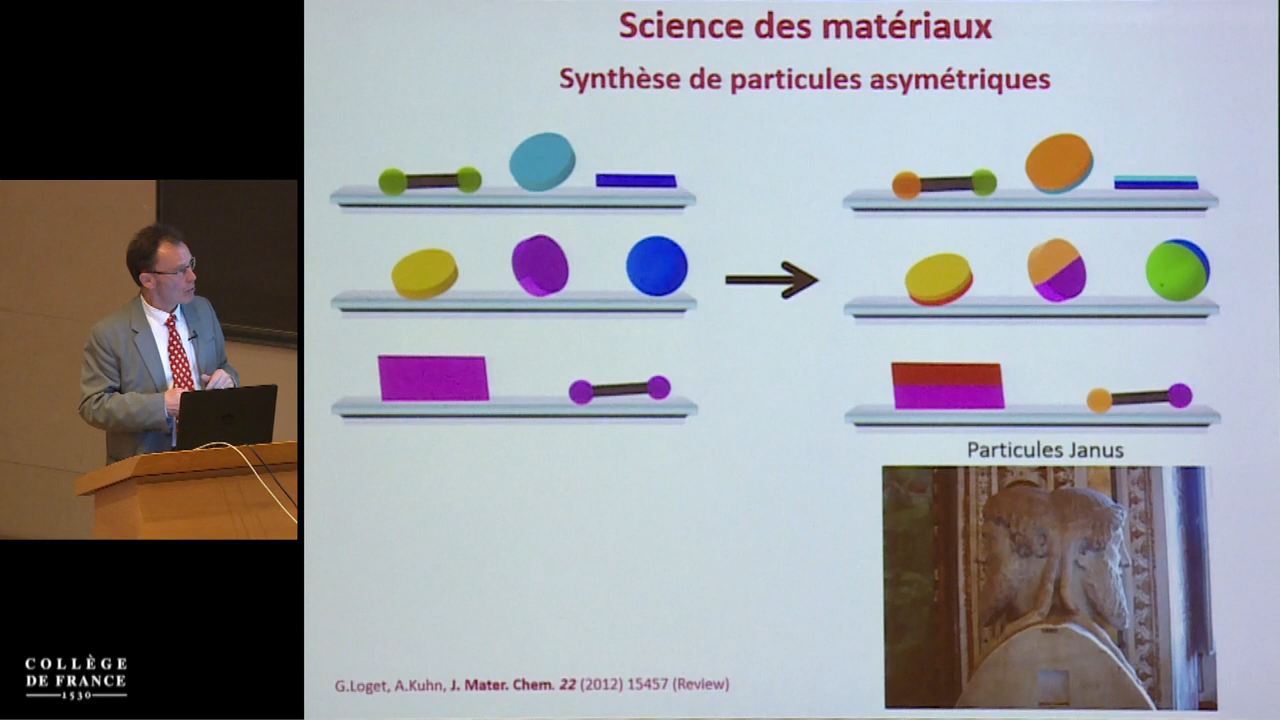 Science des matériaux
Synthèse de particules asymétriques
Particules Janus
G.Loget, A.Kuhn, J. Mater. Chem. 22 (2012) 15457 (Review)
COLLÈGE
DE FRANCE
1530